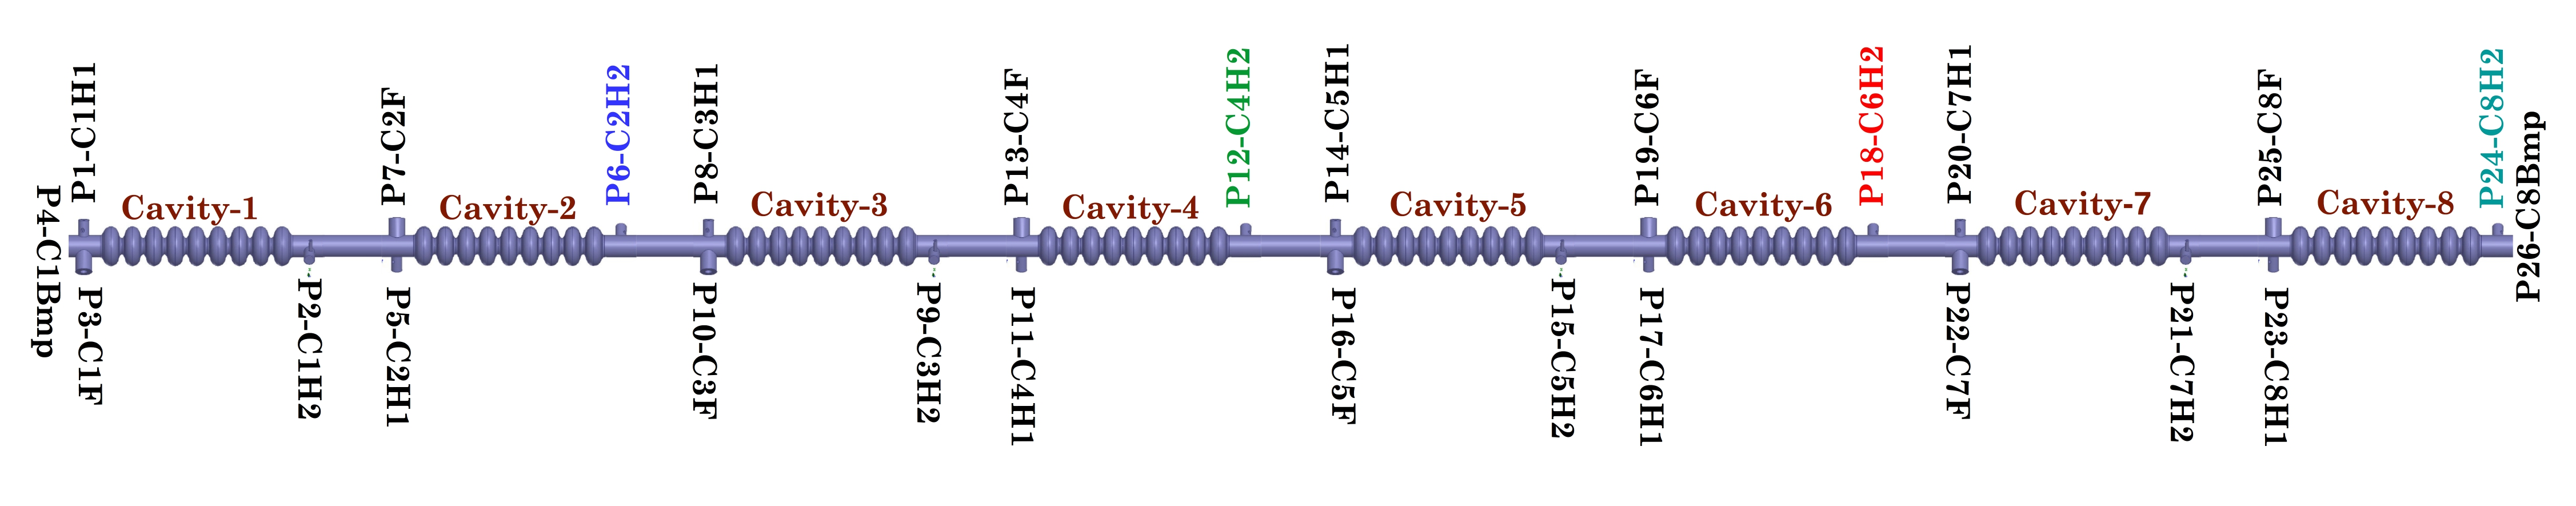 P4-C1Bmp
P1-C1H1
P3-C1F
Cavity-1
P2-C1H2
P7-C2F
P5-C2H1
Cavity-2
P6-C2H2
P8-C3H1
P10-C3F
Cavity-3
P9-C3H2
P13-C4F
P11-C4H1
Cavity-4
P12-C4H2
P14-C5H1
P16-C5F
Cavity-5
P15-C5H2
P19-C6F
P17-C6H1
Cavity-6
P18-C6H2
P20-C7H1
P22-C7F
Cavity-7
P21-C7H2
P25-C8F
P23-C8H1
Cavity-8
P24-C8H2
P26-C8Bmp